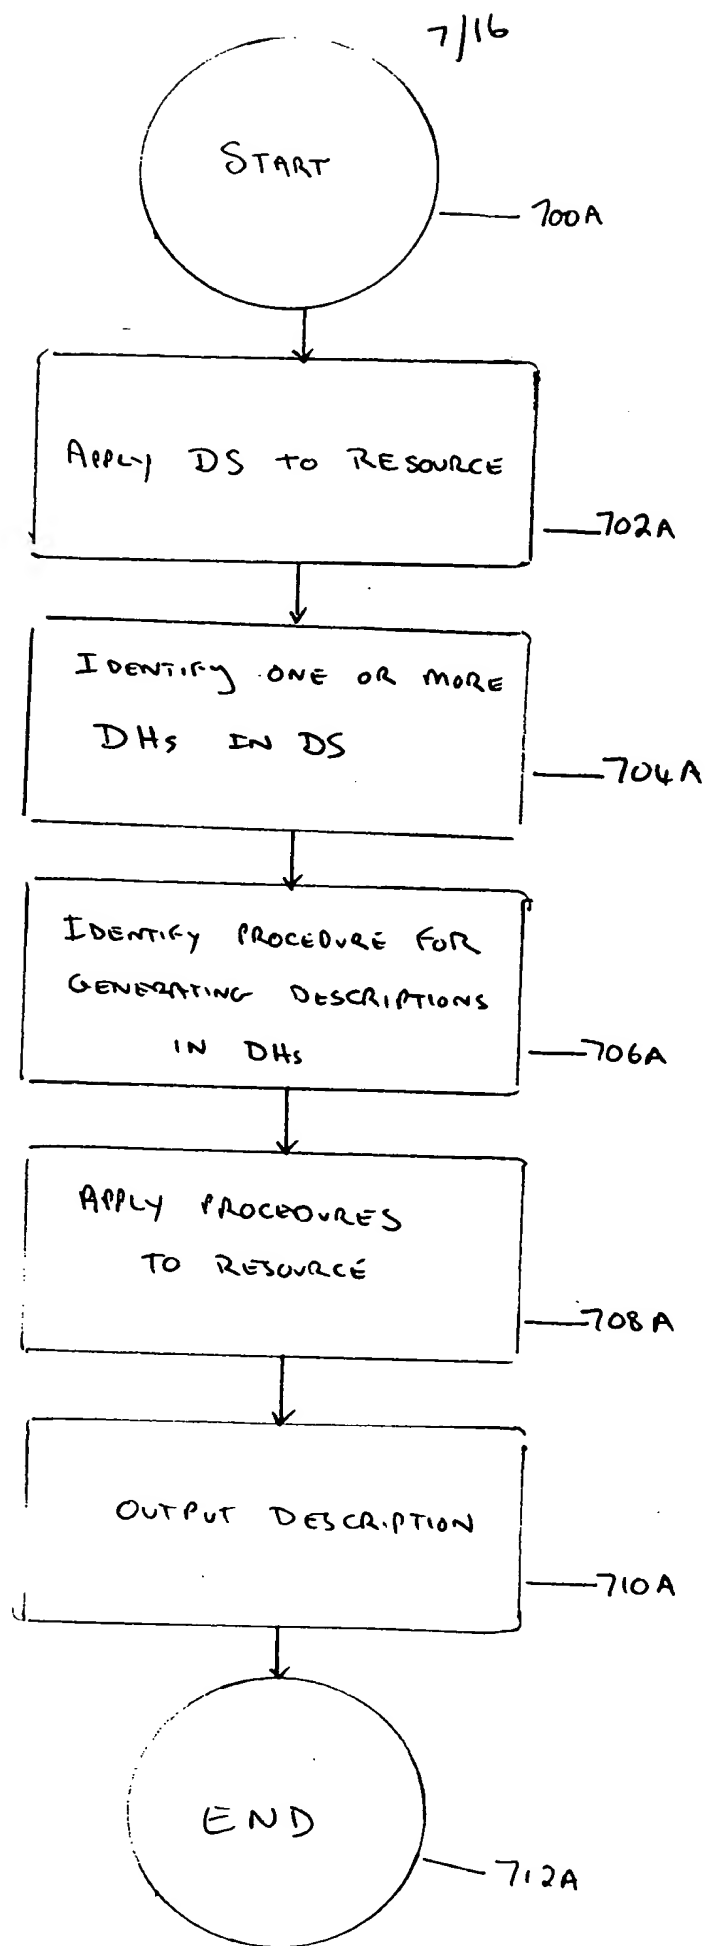 7/16
START
700A
APPLY DS TO RESOURCE
702A
IDENTIFY ONE OR MORE
DHs IN DS
704A
IDENTIFY PROCEDURE FOR
GENERATING DESCRIPTIONS
IN DHs
706A
APPLY PROCEDURES
TO RESOURCE
708A
OUTPUT DESCRIPTION
710A
END
712A